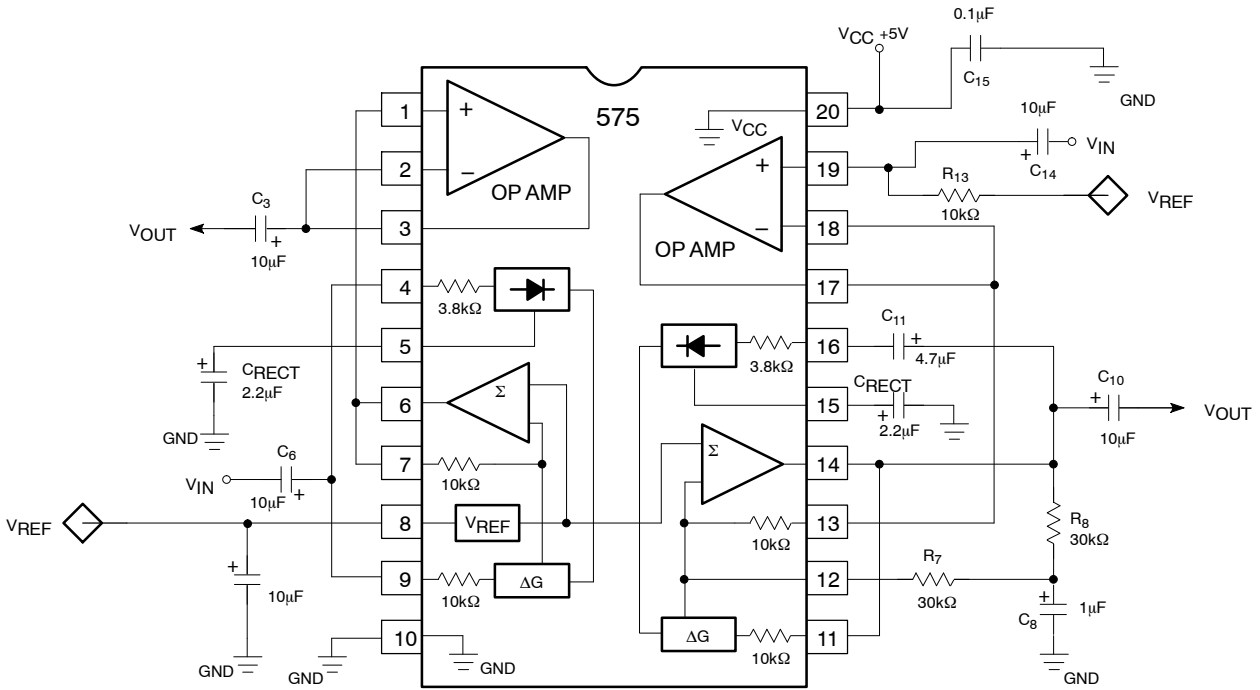 0.1µF
VCC +5V
C15
GND
575
1
+
20
VCC
10µF
VIN
2
−
OP AMP
+
19
+
C14
R13
VREF
10kΩ
C3
VOUT
+
10µF
3
−
18
OP AMP
4
3.8kΩ
17
C11
+
5
16
3.8kΩ
4.7µF
+
CRECT
2.2µF
CRECT
C10
+
6
Σ
15
+
2.2µF
VOUT
10µF
GND
C6
VIN
10µF
+
7
10kΩ
Σ
14
VREF
8
VREF
13
10kΩ
R8
30kΩ
R7
+
10µF
9
10kΩ
ΔG
12
30kΩ
+
1µF
C8
10
ΔG
11
10kΩ
GND
GND
GND
GND